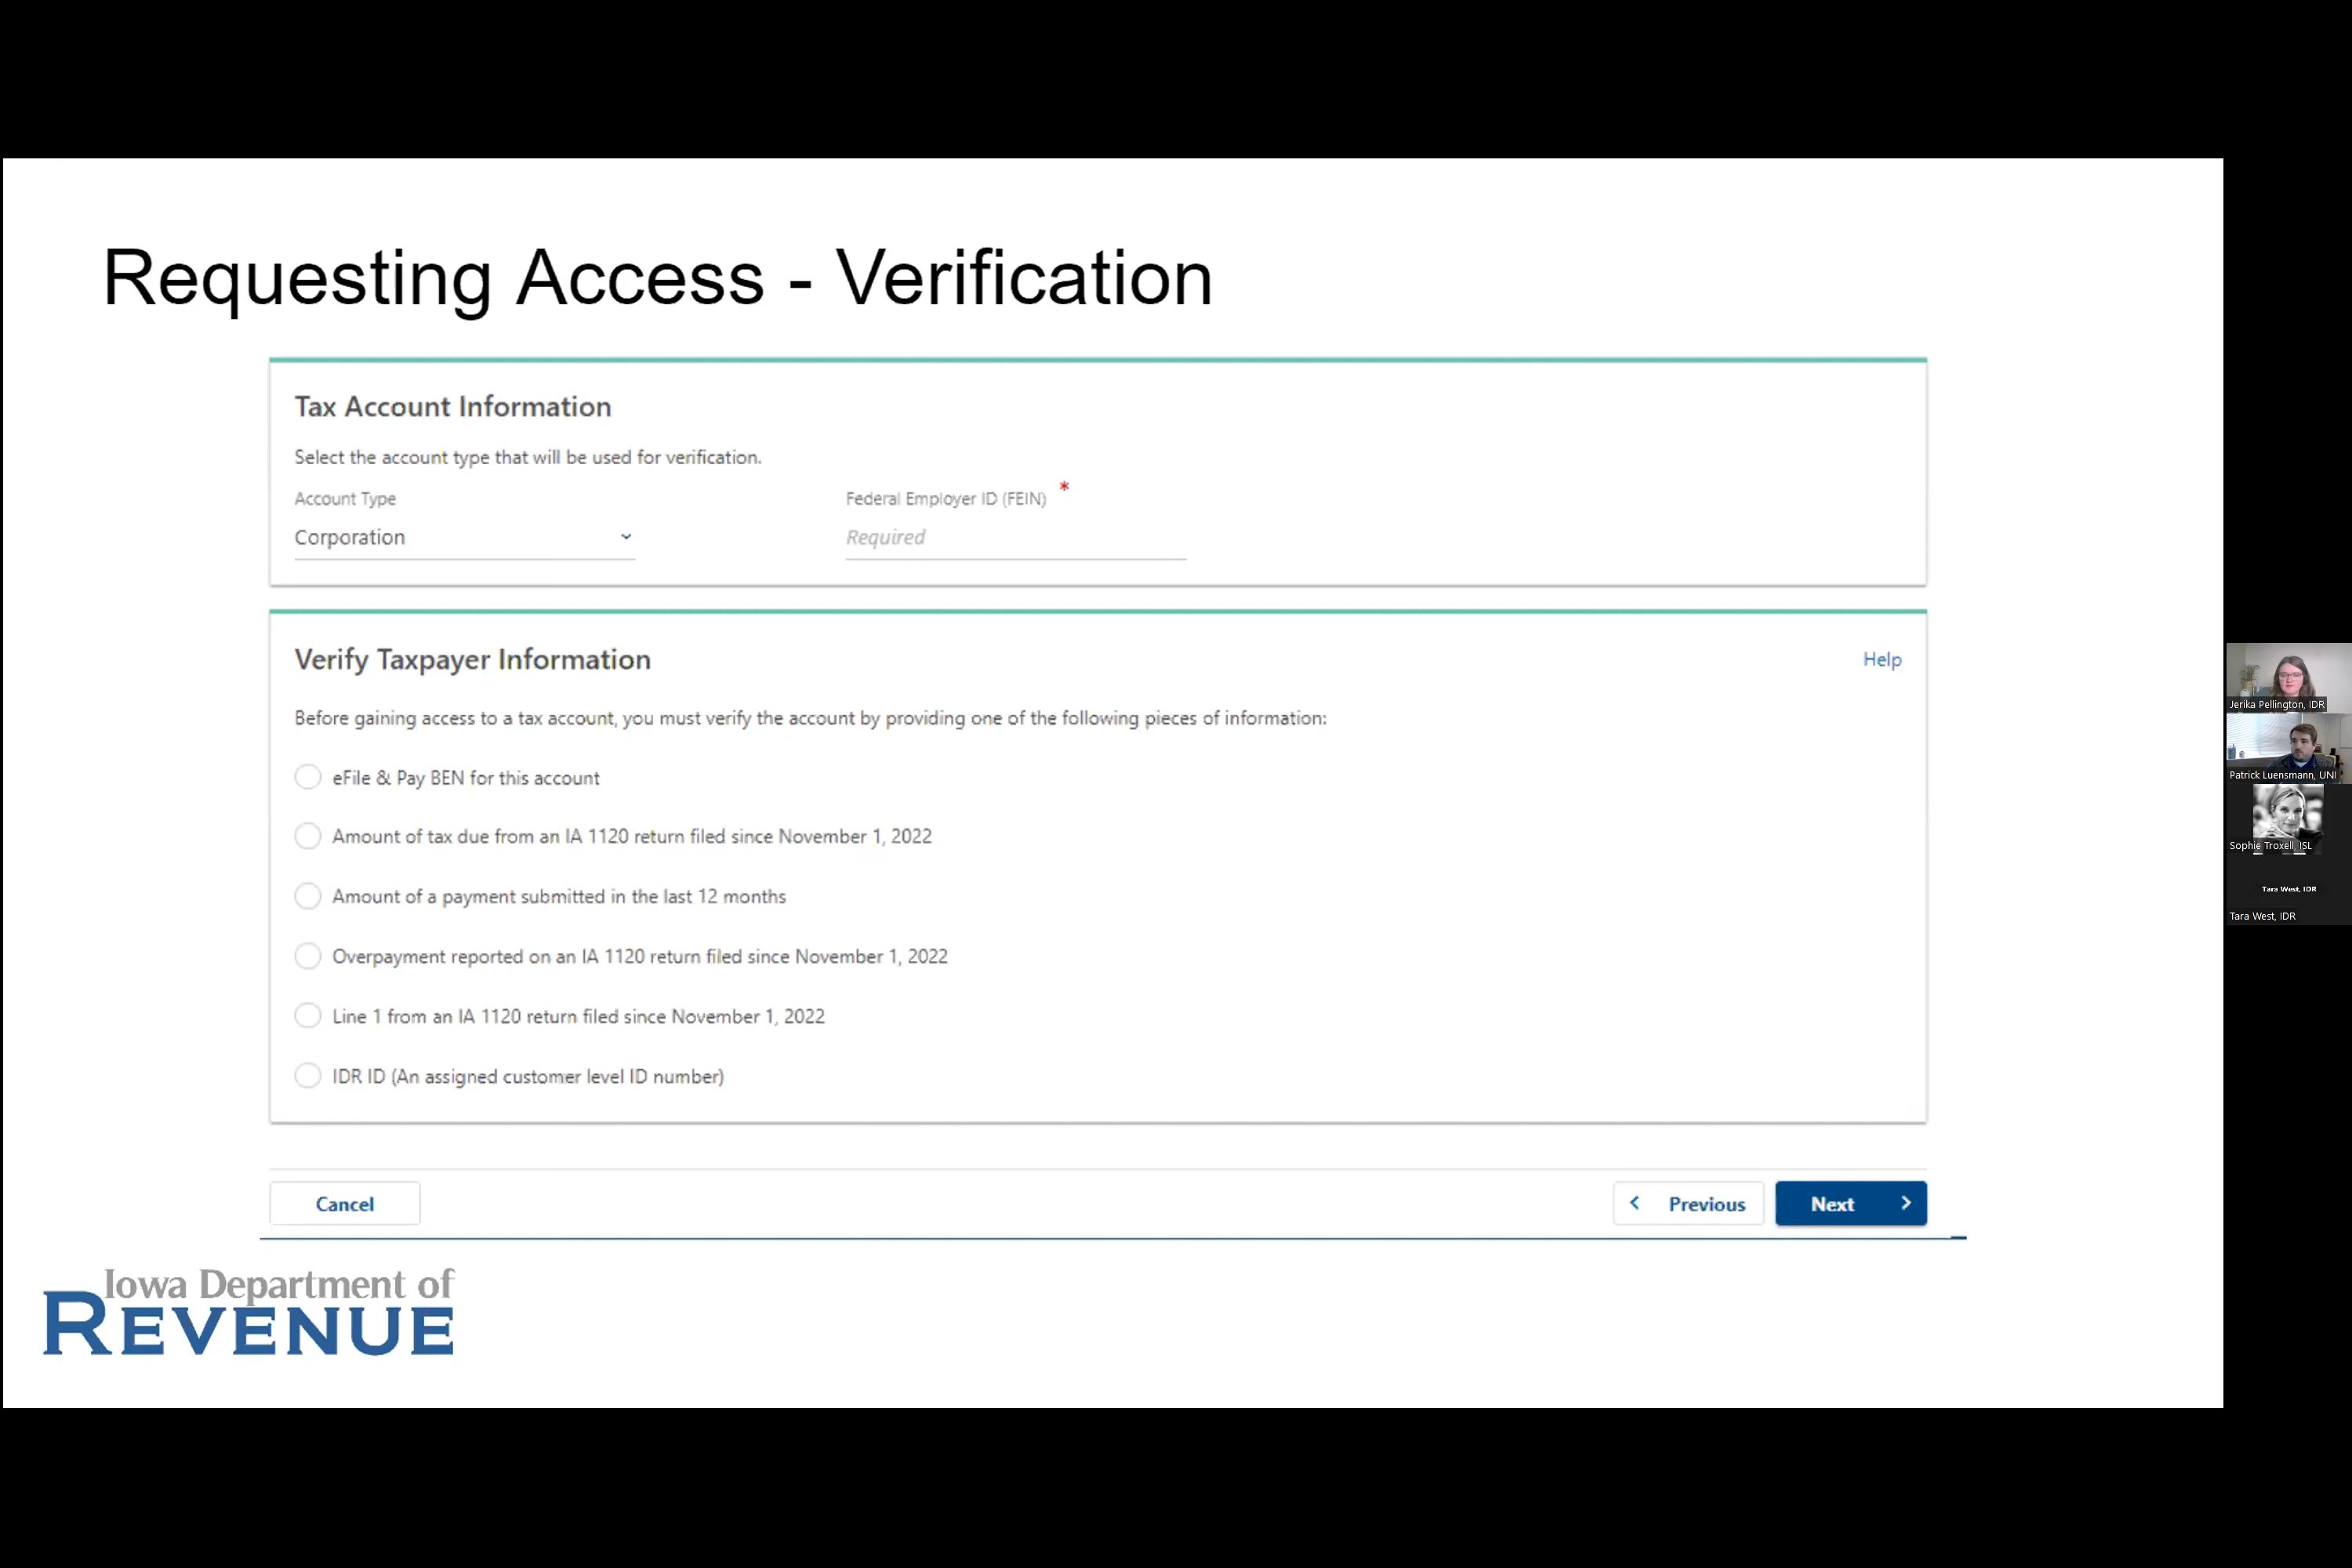 Requesting Access - Verification
Tax Account Information
Select the account type that will be used for verification.
Account Type
Federal Employer ID (FEIN) *
Corporation
Required
Verify Taxpayer Information
Help
Before gaining access to a tax account, you must verify the account by providing one of the following pieces of information:
eFile & Pay BEN for this account
Amount of tax due from an IA 1120 return filed since November 1, 2022
Amount of a payment submitted in the last 12 months
Overpayment reported on an IA 1120 return filed since November 1, 2022
Line 1 from an IA 1120 return filed since November 1, 2022
IDR ID (An assigned customer level ID number)
Cancel
Previous
Next
Iowa Department of
REVENUE
Jerika Pellington, IDR
Patrick Luensmann, UNI
Sophie Troxell, ISL
Tara West, IDR
Tara West, IDR